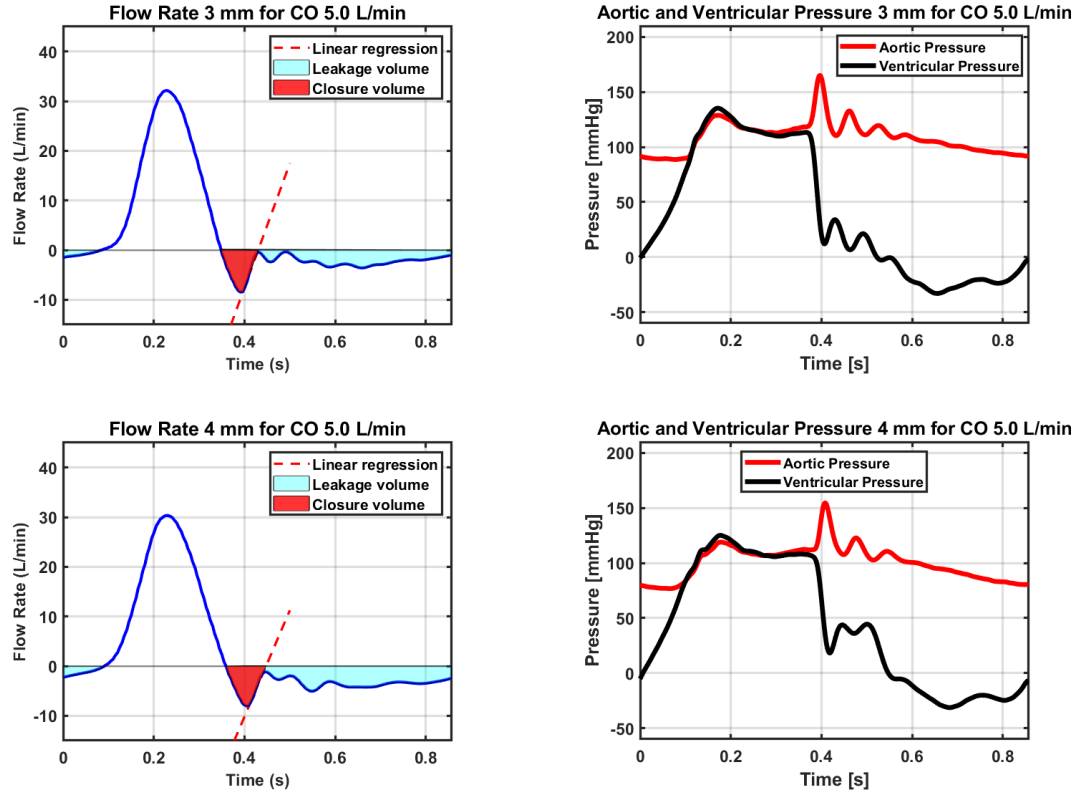 Flow Rate 3 mm for CO 5.0 L/min
Flow Rate (L/min)
40
30
20
10
0
-10
Linear regression
Leakage volume
Closure volume
0 0.2 0.4 0.6 0.8
Time (s)
Aortic and Ventricular Pressure 3 mm for CO 5.0 L/min
Pressure [mmHg]
200
150
100
50
0
-50
Aortic Pressure
Ventricular Pressure
0 0.2 0.4 0.6 0.8
Time [s]
Flow Rate 4 mm for CO 5.0 L/min
Flow Rate (L/min)
40
30
20
10
0
-10
Linear regression
Leakage volume
Closure volume
0 0.2 0.4 0.6 0.8
Time (s)
Aortic and Ventricular Pressure 4 mm for CO 5.0 L/min
Pressure [mmHg]
200
150
100
50
0
-50
Aortic Pressure
Ventricular Pressure
0 0.2 0.4 0.6 0.8
Time [s]